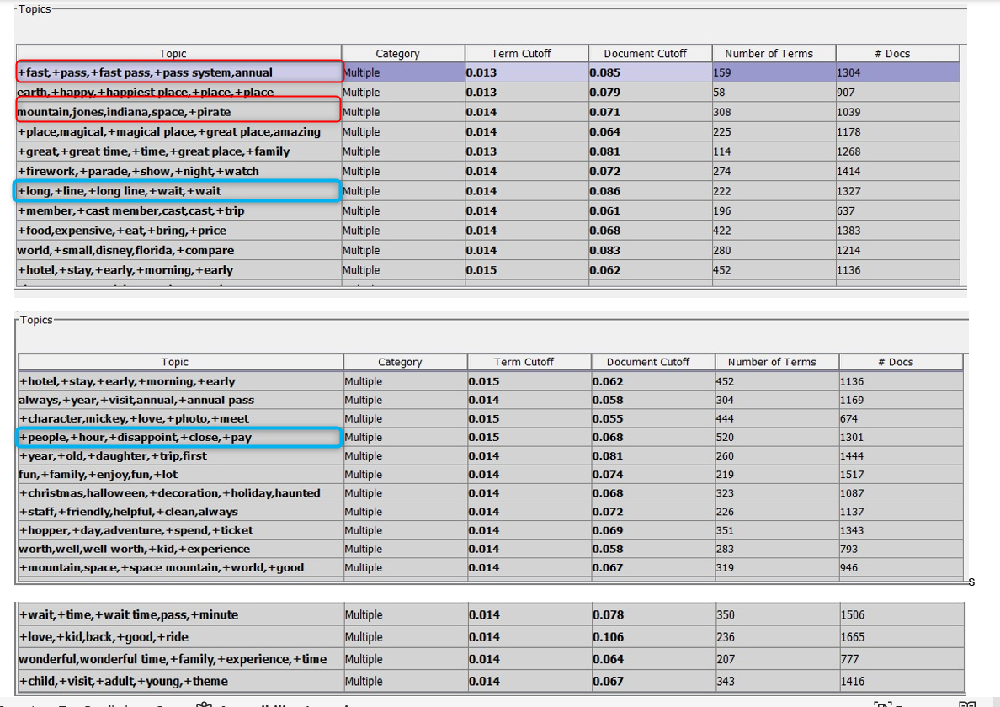 Topics
Topic Category Term Cutoff Document Cutoff Number of Terms # Docs
+fast,+pass,+fast pass,+pass system,annual Multiple 0.013 0.085 159 1304
earth,+happy,+happiest place,+place,+place Multiple 0.013 0.079 58 907
mountain,jones,indiana,space,+pirate Multiple 0.014 0.071 308 1039
+place,magical,+magical place,+great place,amazing Multiple 0.014 0.064 225 1178
+great,+great time,+time,+great place,+family Multiple 0.013 0.081 114 1268
+firework,+parade,+show,+night,+watch Multiple 0.014 0.072 274 1414
+long,+line,+long line,+wait,+wait Multiple 0.014 0.086 222 1327
+member,+cast member,cast,cast,+trip Multiple 0.014 0.061 196 637
+food,expensive,+eat,+bring,+price Multiple 0.014 0.068 422 1383
world,+small,disney,florida,+compare Multiple 0.014 0.083 280 1214
+hotel,+stay,+early,+morning,+early Multiple 0.015 0.062 452 1136
Topics
Topic Category Term Cutoff Document Cutoff Number of Terms # Docs
+hotel,+stay,+early,+morning,+early Multiple 0.015 0.062 452 1136
always,+year,+visit,annual,+annual pass Multiple 0.014 0.058 304 1169
+character,mickey,+love,+photo,+meet Multiple 0.015 0.055 444 674
+people,+hour,+disappoint,+close,+pay Multiple 0.015 0.068 520 1301
+year,+old,+daughter,+trip,first Multiple 0.014 0.081 260 1444
fun,+family,+enjoy,fun,+lot Multiple 0.014 0.074 219 1517
+christmas,halloween,+decoration,+holiday,haunted Multiple 0.014 0.068 323 1087
+staff,+friendly,helpful,+clean,always Multiple 0.014 0.072 226 1137
+hopper,+day,adventure,+spend,+ticket Multiple 0.014 0.069 351 1343
worth,well,well worth,+kid,+experience Multiple 0.014 0.058 283 793
+mountain,space,+space mountain,+world,+good Multiple 0.014 0.067 319 946
s
+wait,+time,+wait time,pass,+minute Multiple 0.014 0.078 350 1506
+love,+kid,back,+good,+ride Multiple 0.014 0.106 236 1665
wonderful,wonderful time,+family,+experience,+time Multiple 0.014 0.064 207 777
+child,+visit,+adult,+young,+theme Multiple 0.014 0.067 343 1416